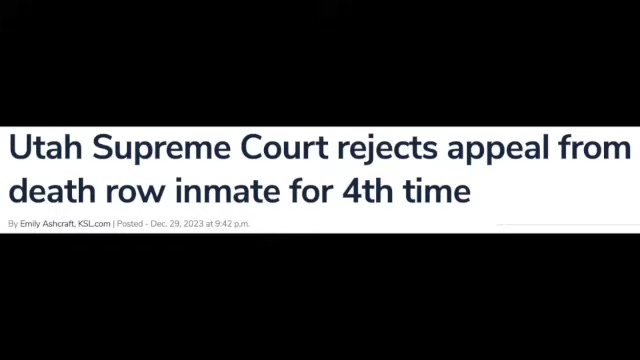 Utah Supreme Court rejects appeal from
death row inmate for 4th time
By Emily Ashcraft, KSL.com | Posted - Dec. 29, 2023 at 9:42 p.m.